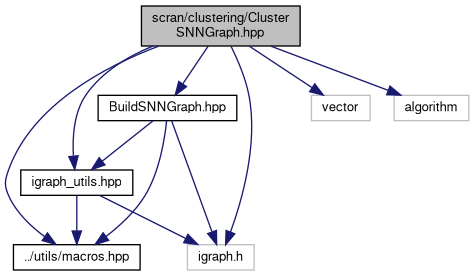 scran/clustering/Cluster
SNNGraph.hpp
BuildSNNGraph.hpp
vector
algorithm
igraph_utils.hpp
../utils/macros.hpp
igraph.h